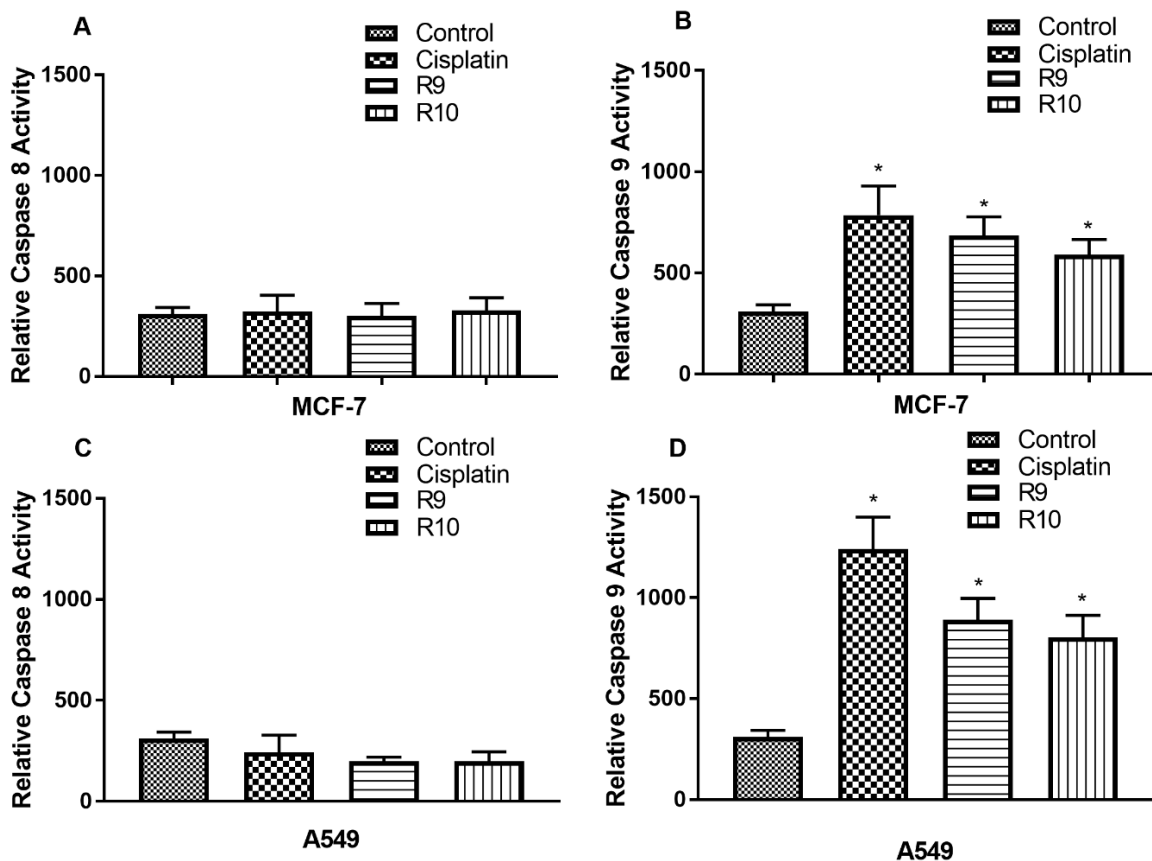 A
Control
Cisplatin
R9
R10
Relative Caspase 8 Activity
1500
1000
500
0
MCF-7
B
Control
Cisplatin
R9
R10
Relative Caspase 9 Activity
1500
1000
500
0
*
*
*
MCF-7
C
Control
Cisplatin
R9
R10
Relative Caspase 8 Activity
1500
1000
500
0
A549
D
Control
Cisplatin
R9
R10
Relative Caspase 9 Activity
1500
1000
500
0
*
*
*
A549